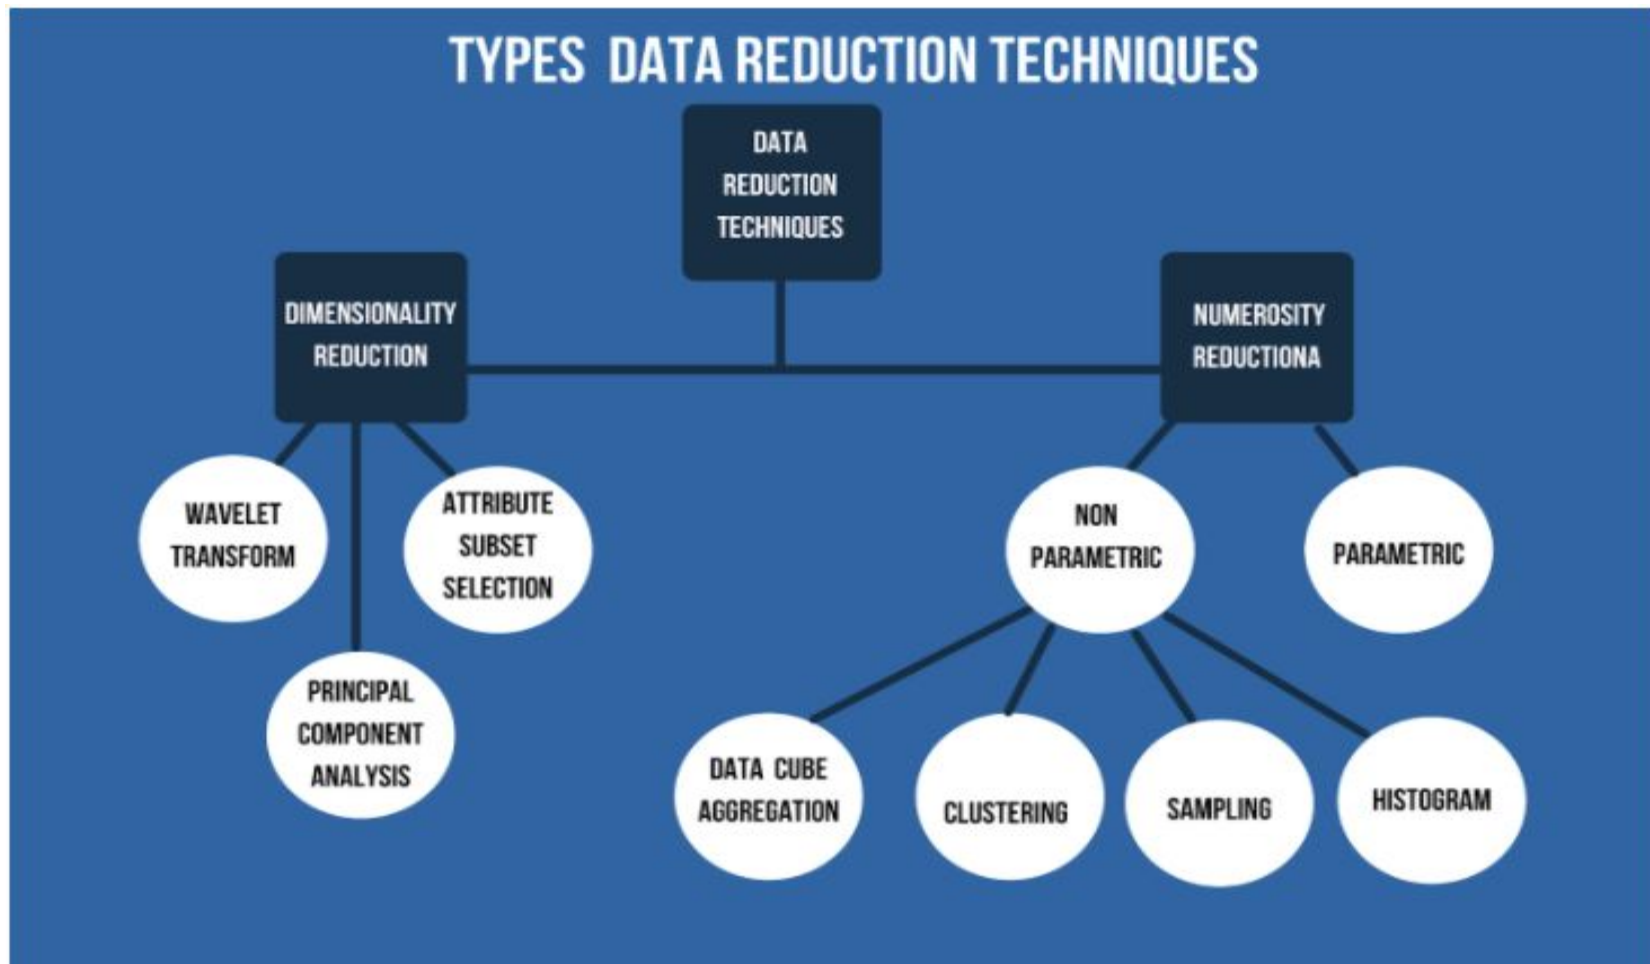 TYPES DATA REDUCTION TECHNIQUES
DATA
REDUCTION
TECHNIQUES
DIMENSIONALITY
REDUCTION
NUMEROSITY
REDUCTIONA
WAVELET
TRANSFORM
ATTRIBUTE
SUBSET
SELECTION
PRINCIPAL
COMPONENT
ANALYSIS
NON
PARAMETRIC
PARAMETRIC
DATA CUBE
AGGREGATION
CLUSTERING
SAMPLING
HISTOGRAM